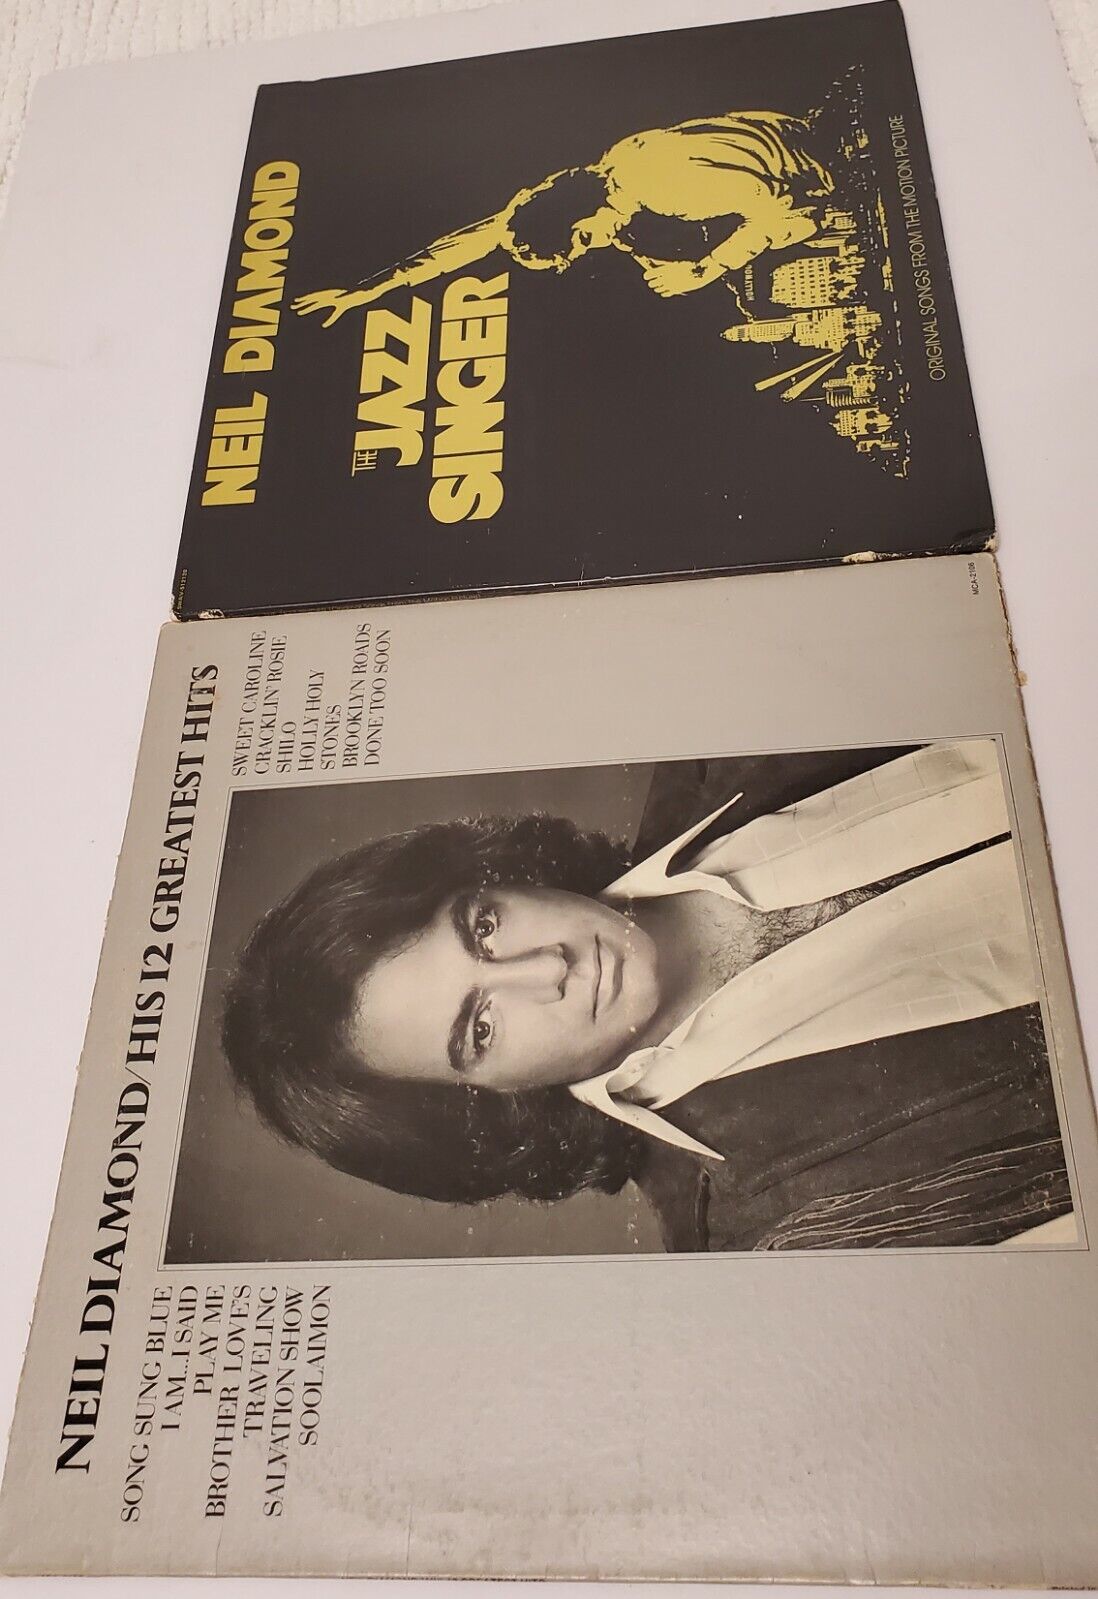 NEIL DIAMOND
THE
JAZZ
SINGER
HOLLYWOO
ORIGINAL SONGS FROM THE MOTION PICTURE
NEIL DIAMOND/HIS 12 GREATEST HITS
MCA-2106
SONG SUNG BLUE
I AM...I SAID
PLAY ME
BROTHER LOVE'S
TRAVELING
SALVATION SHOW
SOOLAIMON
SWEET CAROLINE
CRACKLIN' ROSIE
SHILO
HOLLY HOLY
STONES
BROOKLYN ROADS
DONE TOO SOON